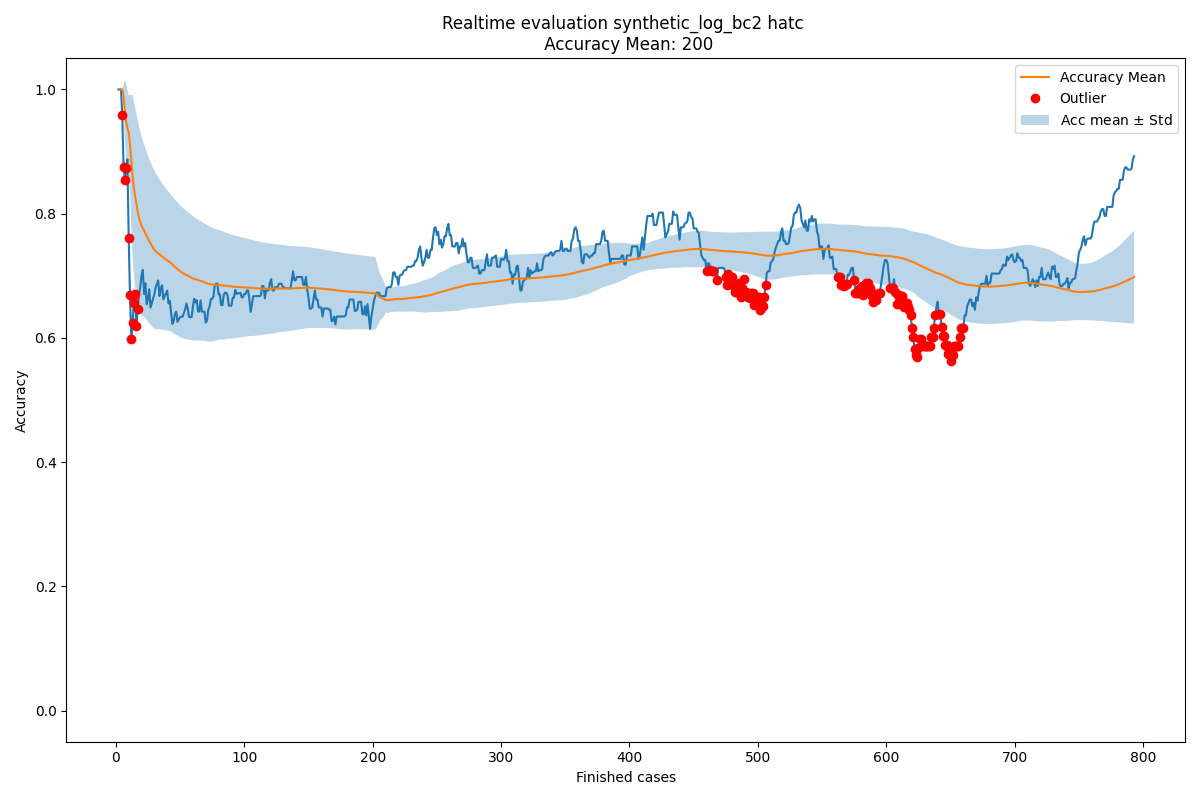 Realtime evaluation synthetic_log_bc2 hatc
Accuracy Mean: 200
Accuracy Mean
Outlier
Acc mean ± Std
Accuracy
1.0
0.8
0.6
0.4
0.2
0.0
0
100
200
300
400
500
600
700
800
Finished cases